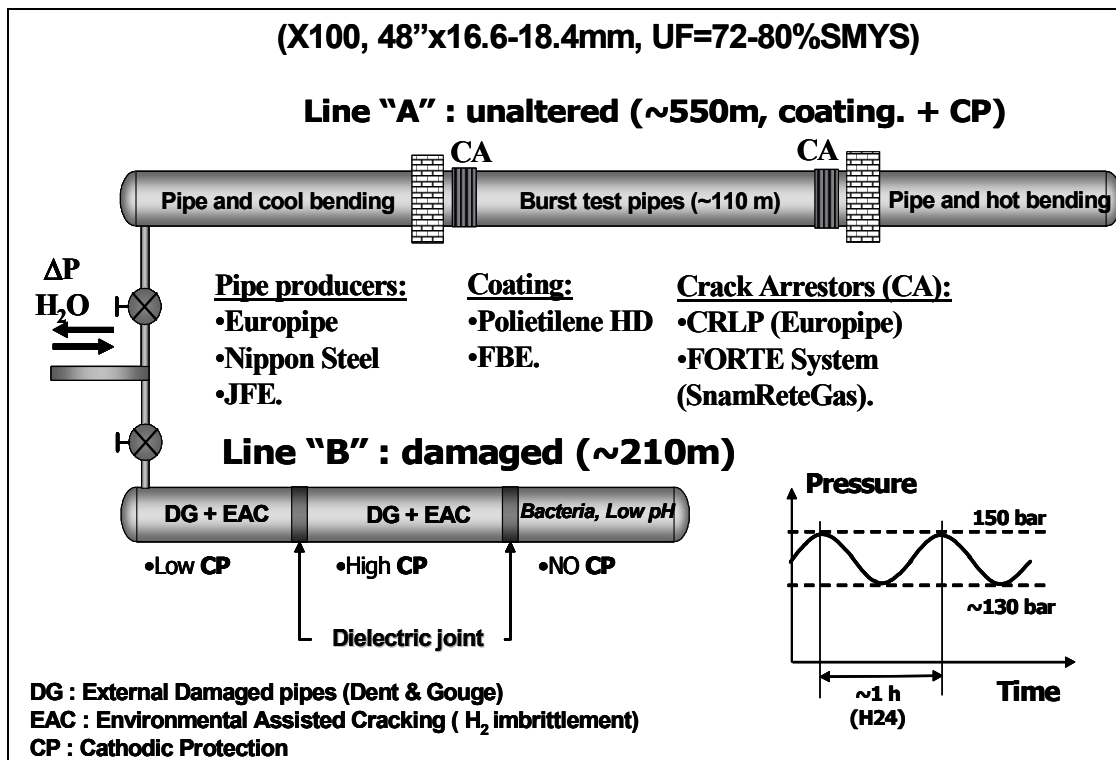 (X100, 48”x16.6-18.4mm, UF=72-80%SMYS)
Line “A” : unaltered (~550m, coating. + CP)
CA
CA
Pipe and cool bending
Burst test pipes (~110 m)
Pipe and hot bending
ΔP
H₂O
Pipe producers:
•Europipe
•Nippon Steel
•JFE.
Coating:
•Polietilene HD
•FBE.
Crack Arrestors (CA):
•CRLP (Europipe)
•FORTE System
(SnamReteGas).
Line “B” : damaged (~210m)
DG + EAC
DG + EAC
Bacteria, Low pH
•Low CP
•High CP
•NO CP
Dielectric joint
Pressure
150 bar
~130 bar
~1 h
(H24)
Time
DG : External Damaged pipes (Dent & Gouge)
EAC : Environmental Assisted Cracking ( H₂ imbrittlement)
CP : Cathodic Protection